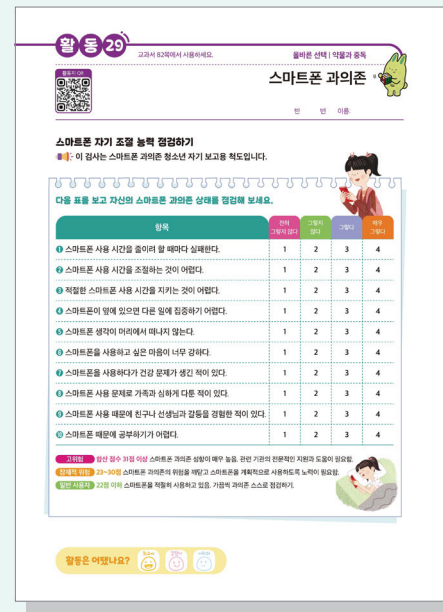 활동29
교과서 82쪽에서 사용하세요.
올바른 선택 | 약물과 중독
활동지 QR
스마트폰 과의존
반 번 이름:
스마트폰 자기 조절 능력 점검하기
이 검사는 스마트폰 과의존 청소년 자기 보고용 척도입니다.
다음 표를 보고 자신의 스마트폰 과의존 상태를 점검해 보세요.
항목 전혀 그렇지 않다 그렇지 않다 그렇다 매우 그렇다
❶ 스마트폰 사용 시간을 줄이려 할 때마다 실패한다. 1 2 3 4
❷ 스마트폰 사용 시간을 조절하는 것이 어렵다. 1 2 3 4
❸ 적절한 스마트폰 사용 시간을 지키는 것이 어렵다. 1 2 3 4
❹ 스마트폰이 옆에 있으면 다른 일에 집중하기 어렵다. 1 2 3 4
❺ 스마트폰 생각이 머리에서 떠나지 않는다. 1 2 3 4
❻ 스마트폰을 사용하고 싶은 마음이 너무 강하다. 1 2 3 4
❼ 스마트폰을 사용하다가 건강 문제가 생긴 적이 있다. 1 2 3 4
❽ 스마트폰 사용 문제로 가족과 심하게 다툰 적이 있다. 1 2 3 4
❾ 스마트폰 사용 때문에 친구나 선생님과 갈등을 경험한 적이 있다. 1 2 3 4
❿ 스마트폰 때문에 공부하기가 어렵다. 1 2 3 4
고위험 합산 점수 31점 이상 스마트폰 과의존 성향이 매우 높음. 관련 기관의 전문적인 지원과 도움이 필요함.
잠재적 위험 23~30점 스마트폰 과의존의 위험을 깨닫고 스마트폰을 계획적으로 사용하도록 노력이 필요함.
일반 사용자 22점 이하 스마트폰을 적절히 사용하고 있음. 가끔씩 과의존 스스로 점검하기.
활동은 어땠나요?